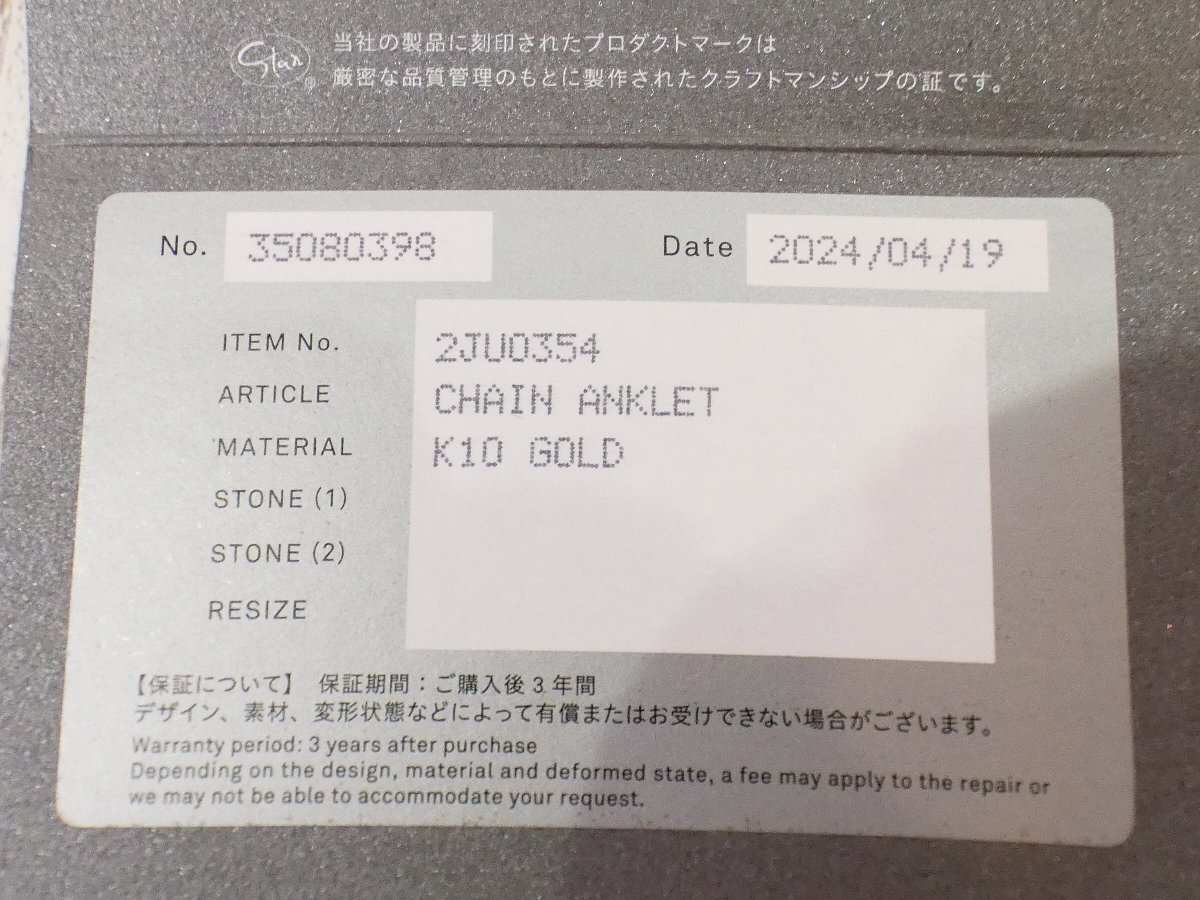 Star®
当社の製品に刻印されたプロダクトマークは
厳密な品質管理のもとに製作されたクラフトマンシップの証です。
No. 35080398 Date 2024/04/19
ITEM No. 2JU0354
ARTICLE CHAIN ANKLET
MATERIAL K10 GOLD
STONE (1)
STONE (2)
RESIZE
【保証について】 保証期間：ご購入後3年間
デザイン、素材、変形状態などによって有償またはお受けできない場合がございます。
Warranty period: 3 years after purchase
Depending on the design, material and deformed state, a fee may apply to the repair or
we may not be able to accommodate your request.